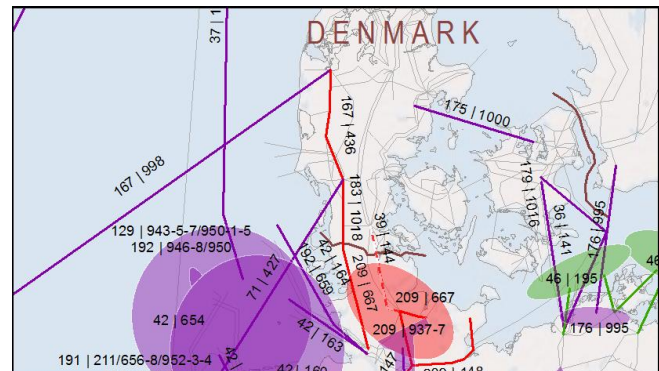 37 | 1
DENMARK
167 | 436
175 | 1000
167 | 998
179 | 1016
183 | 1018
36 | 141
39 | 144
176 | 995
129 | 943-5-7/950-1-5
192 | 946-8/950
42 | 164
192 | 659
71 | 427
209 | 667
46 | 195
46
209 | 667
42 | 654
209 | 937-7
176 | 995
42 | 163
191 | 211/656-8/952-3-4
42 |
147